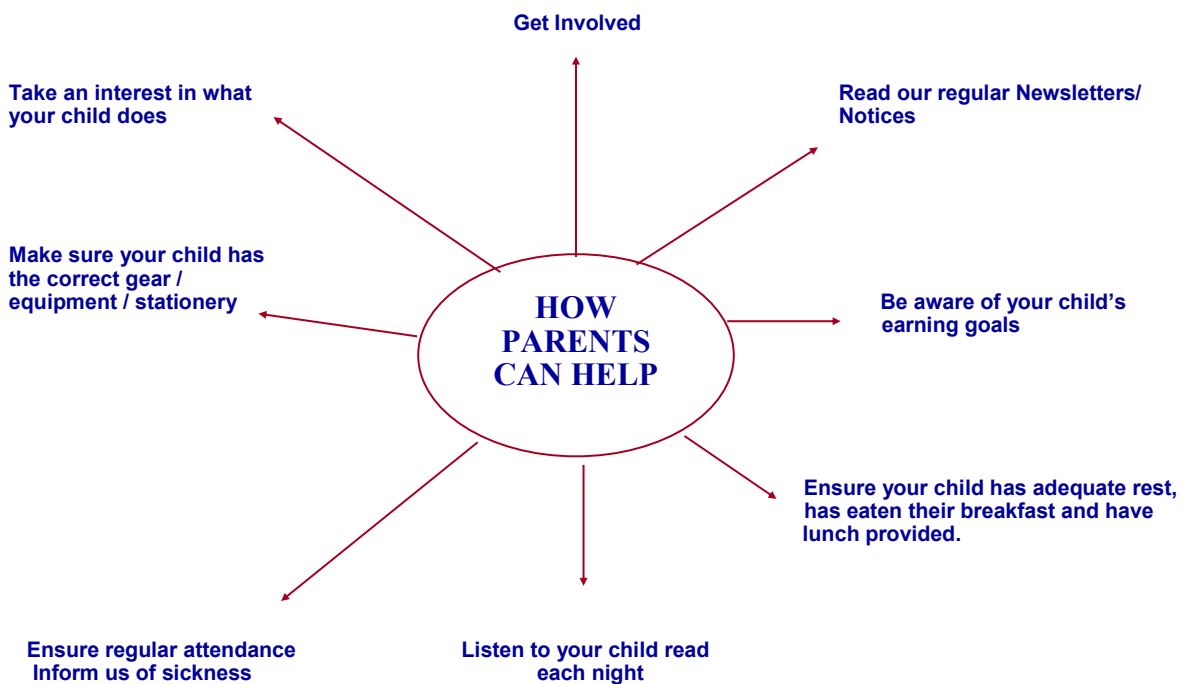 Get Involved
Take an interest in what
your child does
Read our regular Newsletters/
Notices
Make sure your child has
the correct gear /
equipment / stationery
HOW
PARENTS
CAN HELP
Be aware of your child's
earning goals
Ensure your child has adequate rest,
has eaten their breakfast and have
lunch provided.
Ensure regular attendance
Inform us of sickness
Listen to your child read
each night